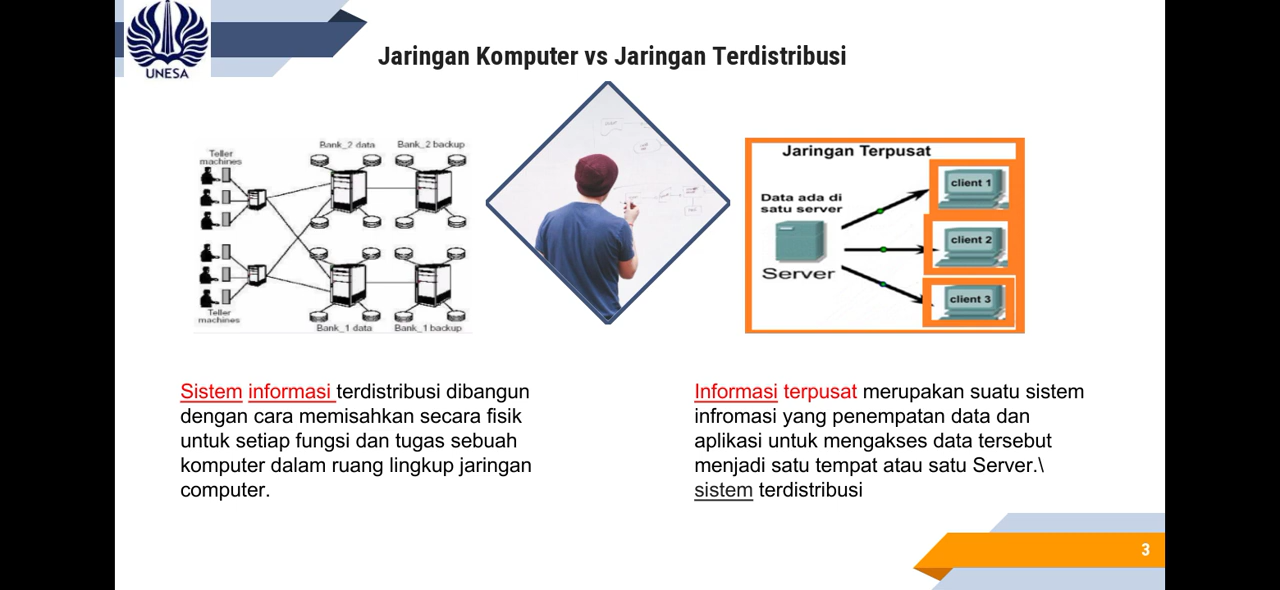 UNESA
Jaringan Komputer vs Jaringan Terdistribusi
Teller
machines
Bank_2 data
Bank_2 backup
Teller
machines
Bank_1 data
Bank_1 backup
Jaringan Terpusat
Data ada di
satu server
Server
client 1
client 2
client 3
Sistem informasi terdistribusi dibangun
dengan cara memisahkan secara fisik
untuk setiap fungsi dan tugas sebuah
komputer dalam ruang lingkup jaringan
computer.
Informasi terpusat merupakan suatu sistem
infromasi yang penempatan data dan
aplikasi untuk mengakses data tersebut
menjadi satu tempat atau satu Server.\
sistem terdistribusi
3